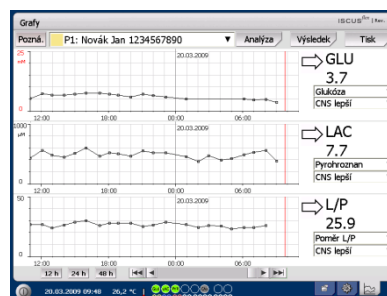 Grafy
ISCUSflex | Rev.
Pozná. P1: Novák Jan 1234567890 Analýza Výsledek Tisk
25
mM
0
20.03.2009
12:00 18:00 00:00 06:00
GLU
3.7
Glukóza
CNS lepší
1000
µM
0
20.03.2009
12:00 18:00 00:00 06:00
LAC
7.7
Pyrohroznan
CNS lepší
50
0
20.03.2009
12:00 18:00 00:00 06:00
L/P
25.9
Poměr L/P
CNS lepší
12 h 24 h 48 h
20.03.2009 09:48 26,2 °C |